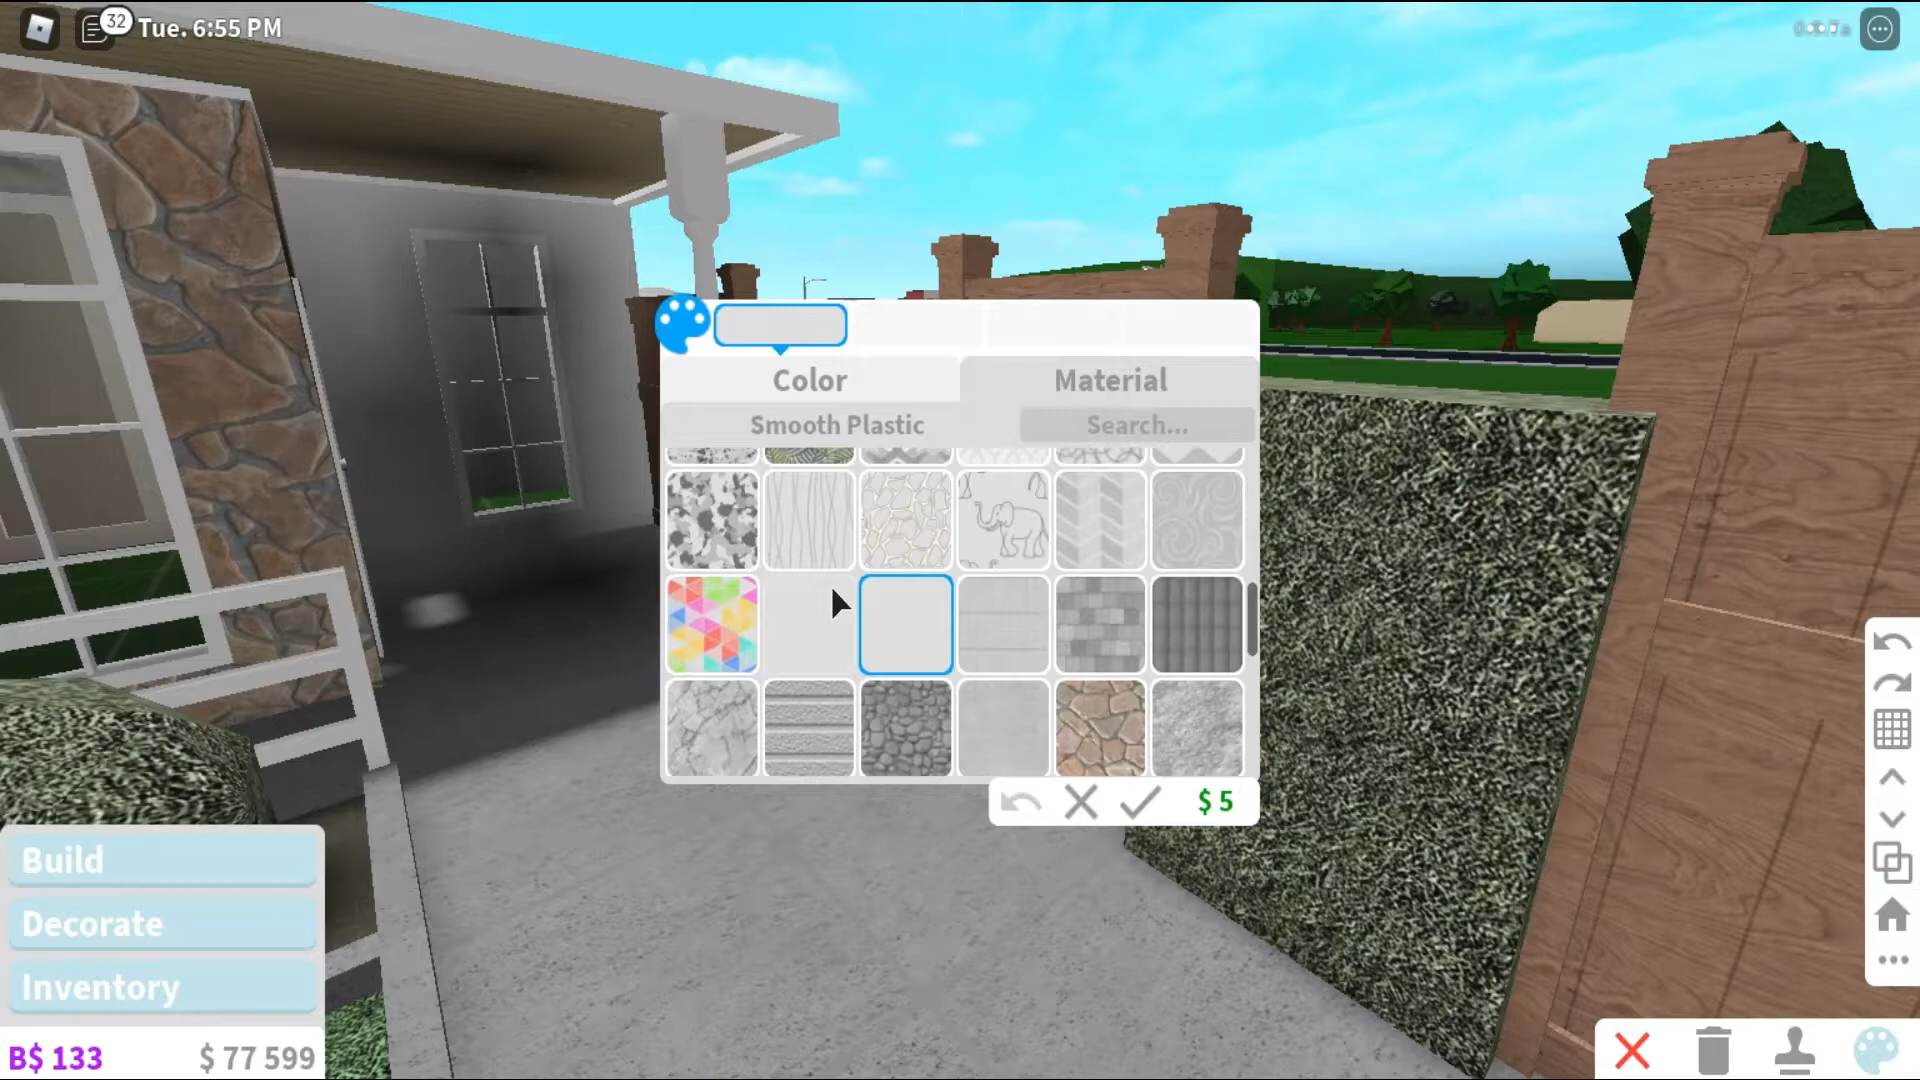 32
Tue. 6:55 PM
Color
Material
Smooth Plastic
Search...
$ 5
Build
Decorate
Inventory
B$ 133
$ 77 599